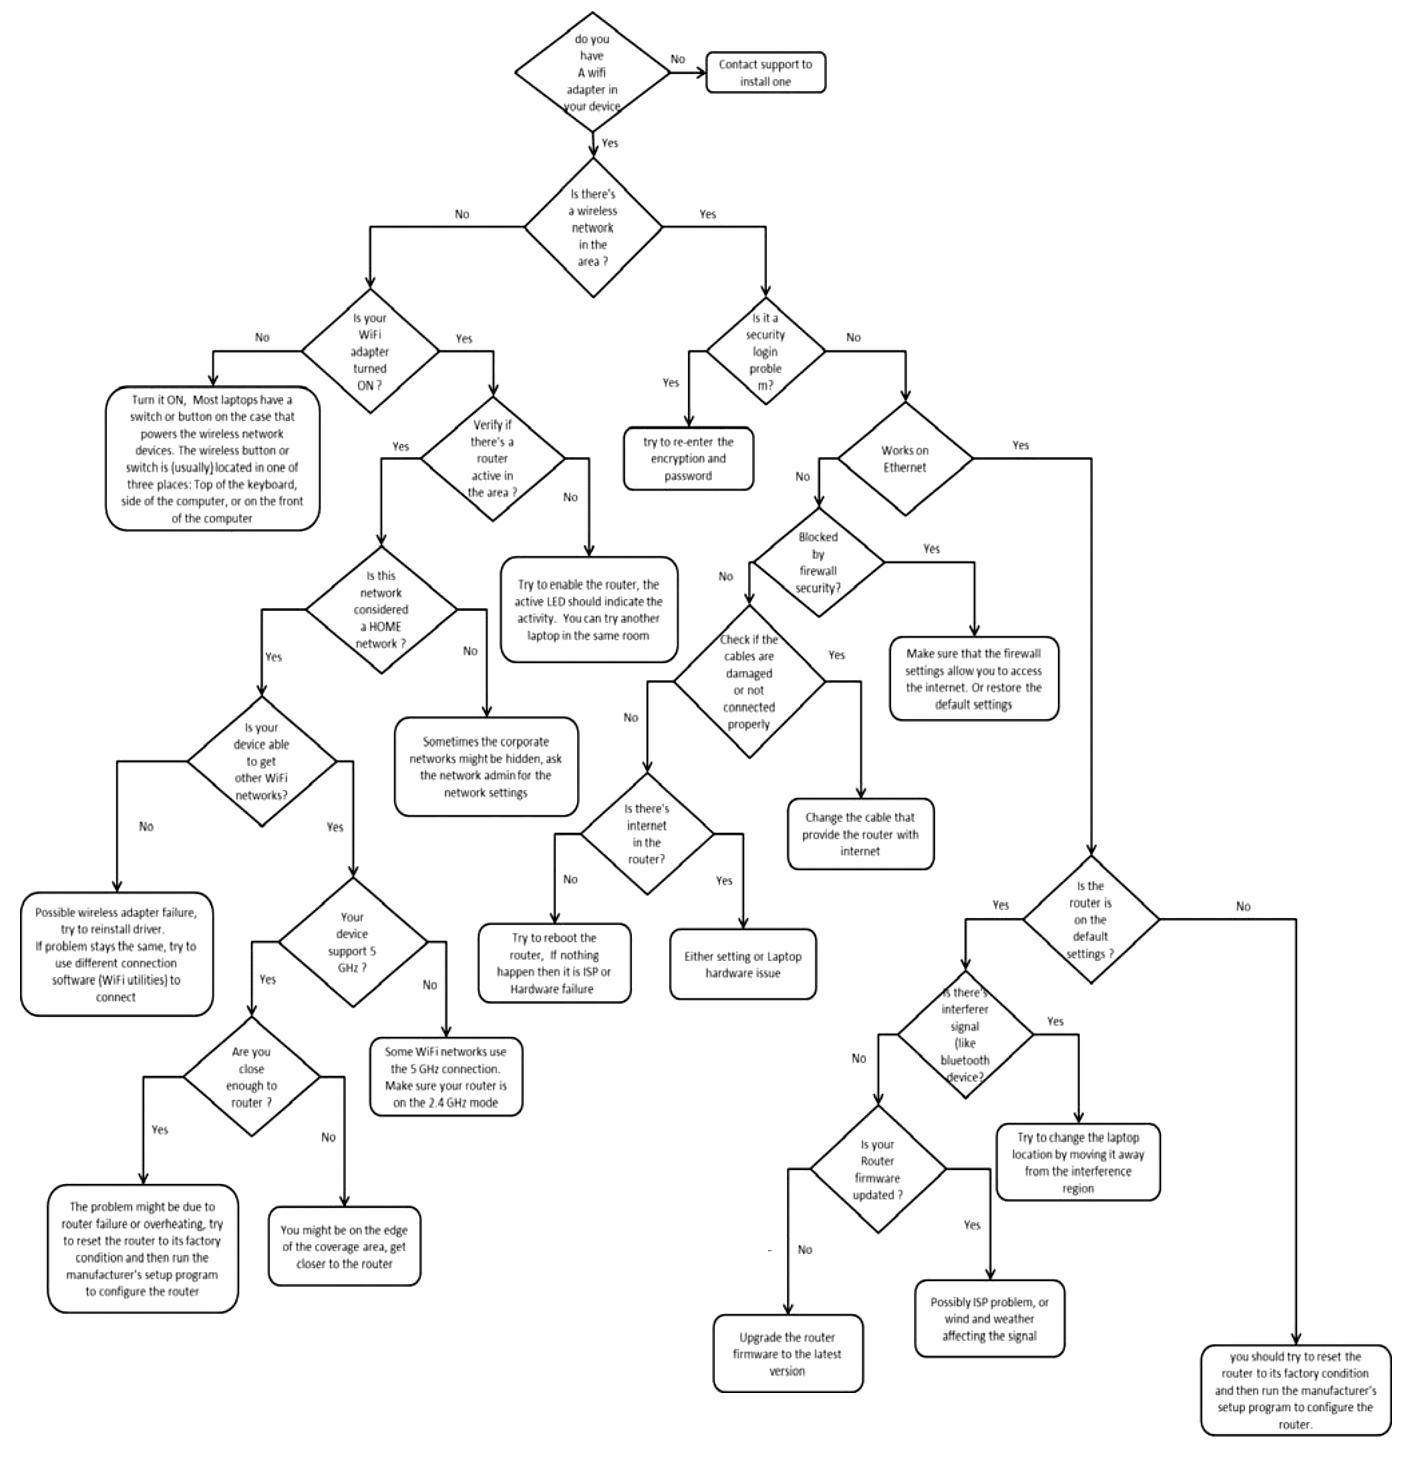 do you
have
A wifi
adapter in
your device
No
Contact support to
install one
Yes
Is there's
a wireless
network
in the
area ?
No
Yes
Is your
WiFi
adapter
turned
ON ?
No
Yes
Is it a
security
login
proble
m?
No
Yes
Turn it ON,  Most laptops have a
switch or button on the case that
powers the wireless network
devices. The wireless button or
switch is (usually) located in one of
three places: Top of the keyboard,
side of the computer, or on the front
of the computer
Verify if
there's a
router
active in
the area ?
Yes
No
try to re-enter the
encryption and
password
Works on
Ethernet
Yes
No
Blocked
by
firewall
security?
Yes
No
Is this
network
considered
a HOME
network ?
Yes
No
Try to enable the router, the
active LED should indicate the
activity.  You can try another
laptop in the same room
Check if the
cables are
damaged
or not
connected
properly
Yes
No
Make sure that the firewall
settings allow you to access
the internet. Or restore the
default settings
Is your
device able
to get
other WiFi
networks?
No
Yes
Sometimes the corporate
networks might be hidden, ask
the network admin for the
network settings
Is there's
internet
in the
router?
No
Yes
Change the cable that
provide the router with
internet
Possible wireless adapter failure,
try to reinstall driver.
If problem stays the same, try to
use different connection
software (WiFi utilities) to
connect
Your
device
support 5
GHz ?
Yes
No
Try to reboot the
router,  If nothing
happen then it is ISP or
Hardware failure
Either setting or Laptop
hardware issue
Is the
router is
on the
default
settings ?
Yes
No
Are you
close
enough to
router ?
Yes
No
Some WiFi networks use
the 5 GHz connection.
Make sure your router is
on the 2.4 GHz mode
Is there's
interferer
signal
(like
bluetooth
device?
Yes
No
The problem might be due to
router failure or overheating, try
to reset the router to its factory
condition and then run the
manufacturer's setup program
to configure the router
You might be on the edge
of the coverage area, get
closer to the router
Is your
Router
firmware
updated ?
- No
Yes
Try to change the laptop
location by moving it away
from the interference
region
Upgrade the router
firmware to the latest
version
Possibly ISP problem, or
wind and weather
affecting the signal
you should try to reset the
router to its factory condition
and then run the manufacturer's
setup program to configure the
router.